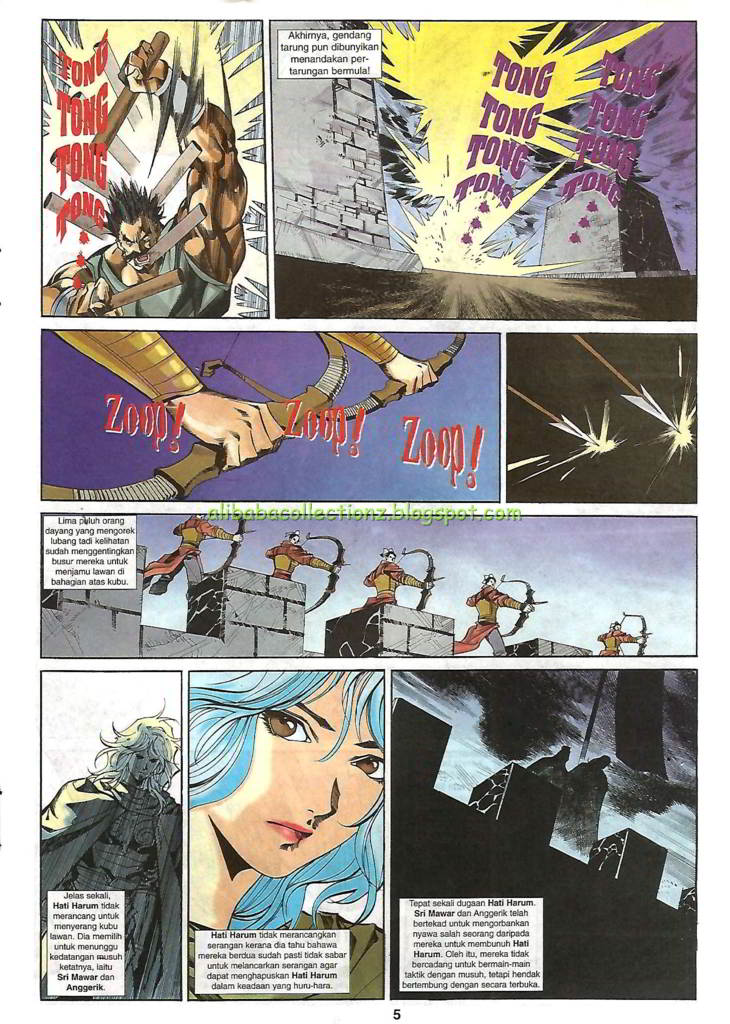 TONG
TONG
TONG
TONG
Akhirnya, gendang
tarung pun dibunyikan
menandakan per-
tarungan bermula!
TONG
TONG
TONG
TONG
TONG
TONG
TONG
TONG
Zoop!
Zoop!
Zoop!
alibabacollectionz.blogspot.com
Lima puluh orang
dayang yang mengorek
lubang tadi kelihatan
sudah menggentingkan
busur mereka untuk
menjamu lawan di
bahagian atas kubu.
Jelas sekali,
Hati Harum tidak
merancang untuk
menyerang kubu
lawan. Dia memilih
untuk menunggu
kedatangan musuh
ketatnya, iaitu
Sri Mawar dan
Anggerik.
Hati Harum tidak merancangkan
serangan kerana dia tahu bahawa
mereka berdua sudah pasti tidak sabar
untuk melancarkan serangan agar
dapat menghapuskan Hati Harum
dalam keadaan yang huru-hara.
Tepat sekali dugaan Hati Harum.
Sri Mawar dan Anggerik telah
bertekad untuk mengorbankan
nyawa salah seorang daripada
mereka untuk membunuh Hati
Harum. Oleh itu, mereka tidak
bercadang untuk bermain-main
taktik dengan musuh, tetapi hendak
bertembung dengan secara terbuka.
5